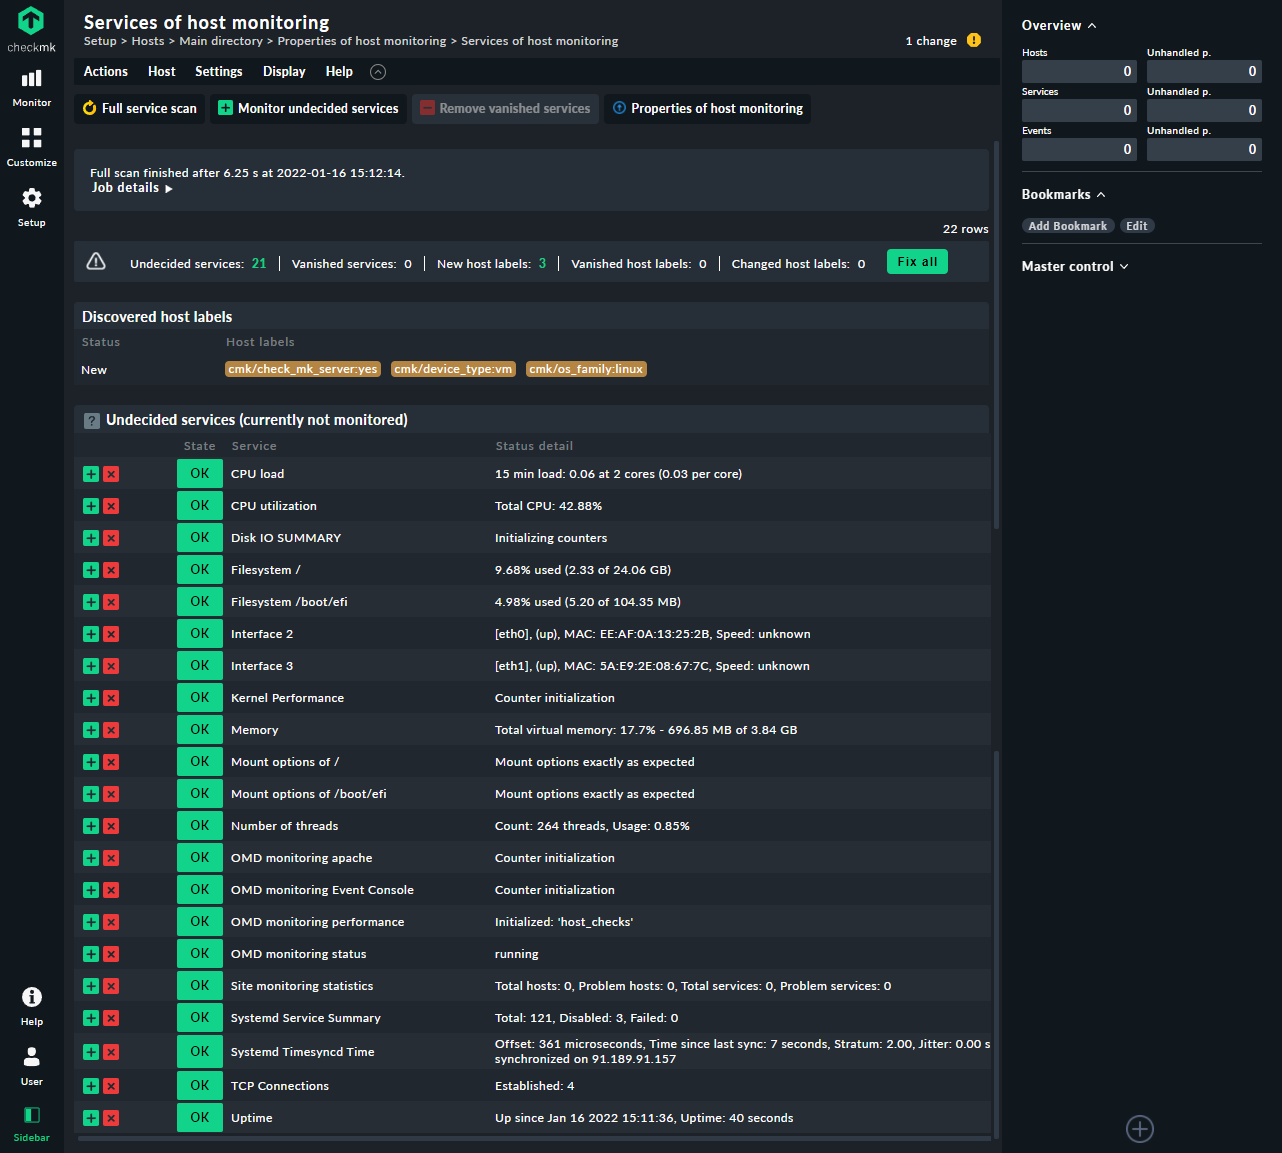 checkmk
Monitor
Customize
Setup
Help
User
Sidebar
Services of host monitoring
Setup > Hosts > Main directory > Properties of host monitoring > Services of host monitoring
1 change
Actions Host Settings Display Help
Full service scan Monitor undecided services Remove vanished services Properties of host monitoring
Full scan finished after 6.25 s at 2022-01-16 15:12:14.
Job details
22 rows
Undecided services: 21 Vanished services: 0 New host labels: 3 Vanished host labels: 0 Changed host labels: 0 Fix all
Discovered host labels
Status Host labels
New cmk/check_mk_server:yes cmk/device_type:vm cmk/os_family:linux
? Undecided services (currently not monitored)
State Service Status detail
OK CPU load 15 min load: 0.06 at 2 cores (0.03 per core)
OK CPU utilization Total CPU: 42.88%
OK Disk IO SUMMARY Initializing counters
OK Filesystem / 9.68% used (2.33 of 24.06 GB)
OK Filesystem /boot/efi 4.98% used (5.20 of 104.35 MB)
OK Interface 2 [eth0], (up), MAC: EE:AF:0A:13:25:2B, Speed: unknown
OK Interface 3 [eth1], (up), MAC: 5A:E9:2E:08:67:7C, Speed: unknown
OK Kernel Performance Counter initialization
OK Memory Total virtual memory: 17.7% - 696.85 MB of 3.84 GB
OK Mount options of / Mount options exactly as expected
OK Mount options of /boot/efi Mount options exactly as expected
OK Number of threads Count: 264 threads, Usage: 0.85%
OK OMD monitoring apache Counter initialization
OK OMD monitoring Event Console Counter initialization
OK OMD monitoring performance Initialized: 'host_checks'
OK OMD monitoring status running
OK Site monitoring statistics Total hosts: 0, Problem hosts: 0, Total services: 0, Problem services: 0
OK Systemd Service Summary Total: 121, Disabled: 3, Failed: 0
OK Systemd Timesyncd Time Offset: 361 microseconds, Time since last sync: 7 seconds, Stratum: 2.00, Jitter: 0.00 s
synchronized on 91.189.91.157
OK TCP Connections Established: 4
OK Uptime Up since Jan 16 2022 15:11:36, Uptime: 40 seconds
Overview
Hosts Unhandled p.
0 0
Services Unhandled p.
0 0
Events Unhandled p.
0 0
Bookmarks
Add Bookmark Edit
Master control